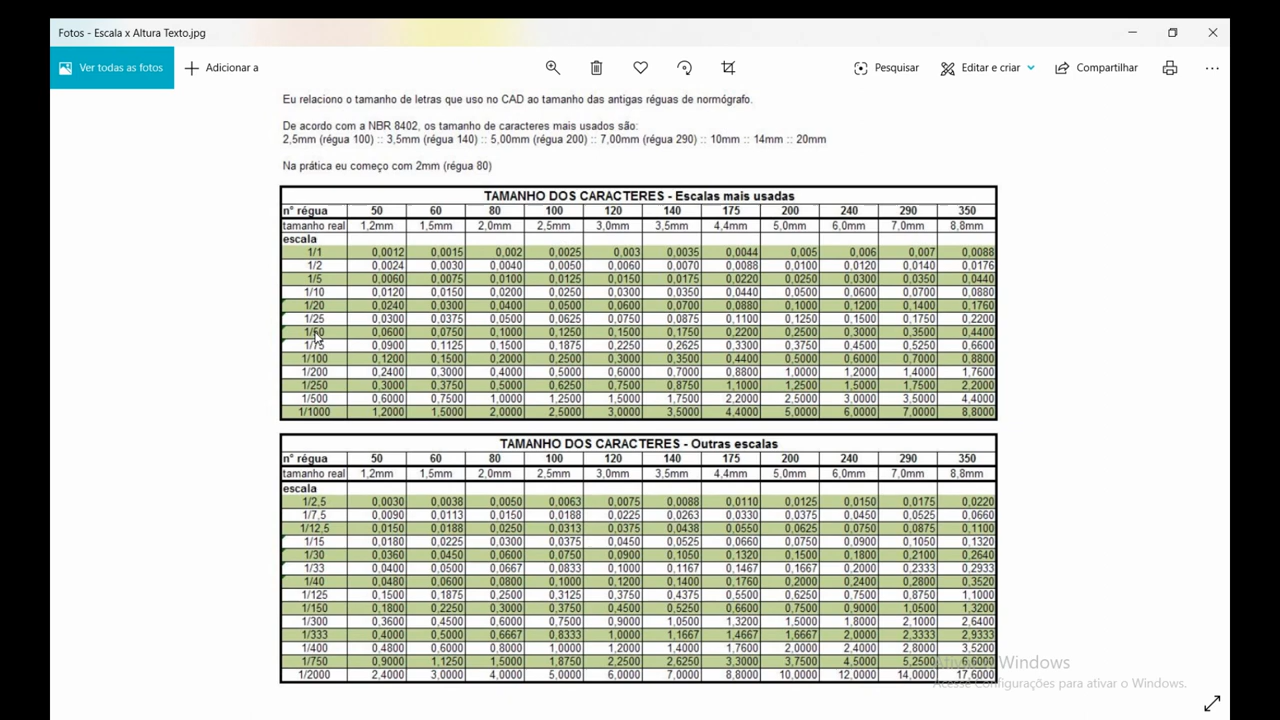 Fotos - Escala x Altura Texto.jpg
Ver todas as fotos Adicionar a Pesquisar Editar e criar Compartilhar
Eu relaciono o tamanho de letras que uso no CAD ao tamanho das antigas réguas de normógrafo.
De acordo com a NBR 8402, os tamanho de caracteres mais usados são:
2,5mm (régua 100) :: 3,5mm (régua 140) :: 5,00mm (régua 200) :: 7,00mm (régua 290) :: 10mm :: 14mm :: 20mm
Na prática eu começo com 2mm (régua 80)
TAMANHO DOS CARACTERES - Escalas mais usadas
n° régua 50 60 80 100 120 140 175 200 240 290 350
tamanho real 1,2mm 1,5mm 2,0mm 2,5mm 3,0mm 3,5mm 4,4mm 5,0mm 6,0mm 7,0mm 8,8mm
escala
1/1 0,0012 0,0015 0,002 0,0025 0,003 0,0035 0,0044 0,005 0,006 0,007 0,0088
1/2 0,0024 0,0030 0,0040 0,0050 0,0060 0,0070 0,0088 0,0100 0,0120 0,0140 0,0176
1/5 0,0060 0,0075 0,0100 0,0125 0,0150 0,0175 0,0220 0,0250 0,0300 0,0350 0,0440
1/10 0,0120 0,0150 0,0200 0,0250 0,0300 0,0350 0,0440 0,0500 0,0600 0,0700 0,0880
1/20 0,0240 0,0300 0,0400 0,0500 0,0600 0,0700 0,0880 0,1000 0,1200 0,1400 0,1760
1/25 0,0300 0,0375 0,0500 0,0625 0,0750 0,0875 0,1100 0,1250 0,1500 0,1750 0,2200
1/50 0,0600 0,0750 0,1000 0,1250 0,1500 0,1750 0,2200 0,2500 0,3000 0,3500 0,4400
1/75 0,0900 0,1125 0,1500 0,1875 0,2250 0,2625 0,3300 0,3750 0,4500 0,5250 0,6600
1/100 0,1200 0,1500 0,2000 0,2500 0,3000 0,3500 0,4400 0,5000 0,6000 0,7000 0,8800
1/200 0,2400 0,3000 0,4000 0,5000 0,6000 0,7000 0,8800 1,0000 1,2000 1,4000 1,7600
1/250 0,3000 0,3750 0,5000 0,6250 0,7500 0,8750 1,1000 1,2500 1,5000 1,7500 2,2000
1/500 0,6000 0,7500 1,0000 1,2500 1,5000 1,7500 2,2000 2,5000 3,0000 3,5000 4,4000
1/1000 1,2000 1,5000 2,0000 2,5000 3,0000 3,5000 4,4000 5,0000 6,0000 7,0000 8,8000
TAMANHO DOS CARACTERES - Outras escalas
n° régua 50 60 80 100 120 140 175 200 240 290 350
tamanho real 1,2mm 1,5mm 2,0mm 2,5mm 3,0mm 3,5mm 4,4mm 5,0mm 6,0mm 7,0mm 8,8mm
escala
1/2,5 0,0030 0,0038 0,0050 0,0063 0,0075 0,0088 0,0110 0,0125 0,0150 0,0175 0,0220
1/7,5 0,0090 0,0113 0,0150 0,0188 0,0225 0,0263 0,0330 0,0375 0,0450 0,0525 0,0660
1/12,5 0,0150 0,0188 0,0250 0,0313 0,0375 0,0438 0,0550 0,0625 0,0750 0,0875 0,1100
1/15 0,0180 0,0225 0,0300 0,0375 0,0450 0,0525 0,0660 0,0750 0,0900 0,1050 0,1320
1/30 0,0360 0,0450 0,0600 0,0750 0,0900 0,1050 0,1320 0,1500 0,1800 0,2100 0,2640
1/33 0,0400 0,0500 0,0667 0,0833 0,1000 0,1167 0,1467 0,1667 0,2000 0,2333 0,2933
1/40 0,0480 0,0600 0,0800 0,1000 0,1200 0,1400 0,1760 0,2000 0,2400 0,2800 0,3520
1/125 0,1500 0,1875 0,2500 0,3125 0,3750 0,4375 0,5500 0,6250 0,7500 0,8750 1,1000
1/150 0,1800 0,2250 0,3000 0,3750 0,4500 0,5250 0,6600 0,7500 0,9000 1,0500 1,3200
1/300 0,3600 0,4500 0,6000 0,7500 0,9000 1,0500 1,3200 1,5000 1,8000 2,1000 2,6400
1/333 0,4000 0,5000 0,6667 0,8333 1,0000 1,1667 1,4667 1,6667 2,0000 2,3333 2,9333
1/400 0,4800 0,6000 0,8000 1,0000 1,2000 1,4000 1,7600 2,0000 2,4000 2,8000 3,5200
1/750 0,9000 1,1250 1,5000 1,8750 2,2500 2,6250 3,3000 3,7500 4,5000 5,2500 6,6000
1/2000 2,4000 3,0000 4,0000 5,0000 6,0000 7,0000 8,8000 10,0000 12,0000 14,0000 17,6000
Ativar o Windows
Acesse Configurações para ativar o Windows.